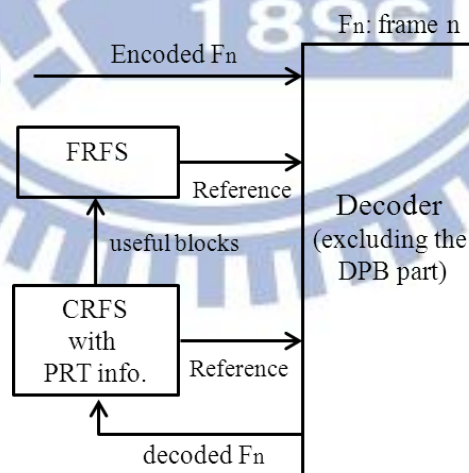 1896
Fn: frame n
Encoded Fn
FRFS
Reference
Decoder
(excluding the
DPB part)
useful blocks
CRFS
with
PRT info.
Reference
decoded Fn